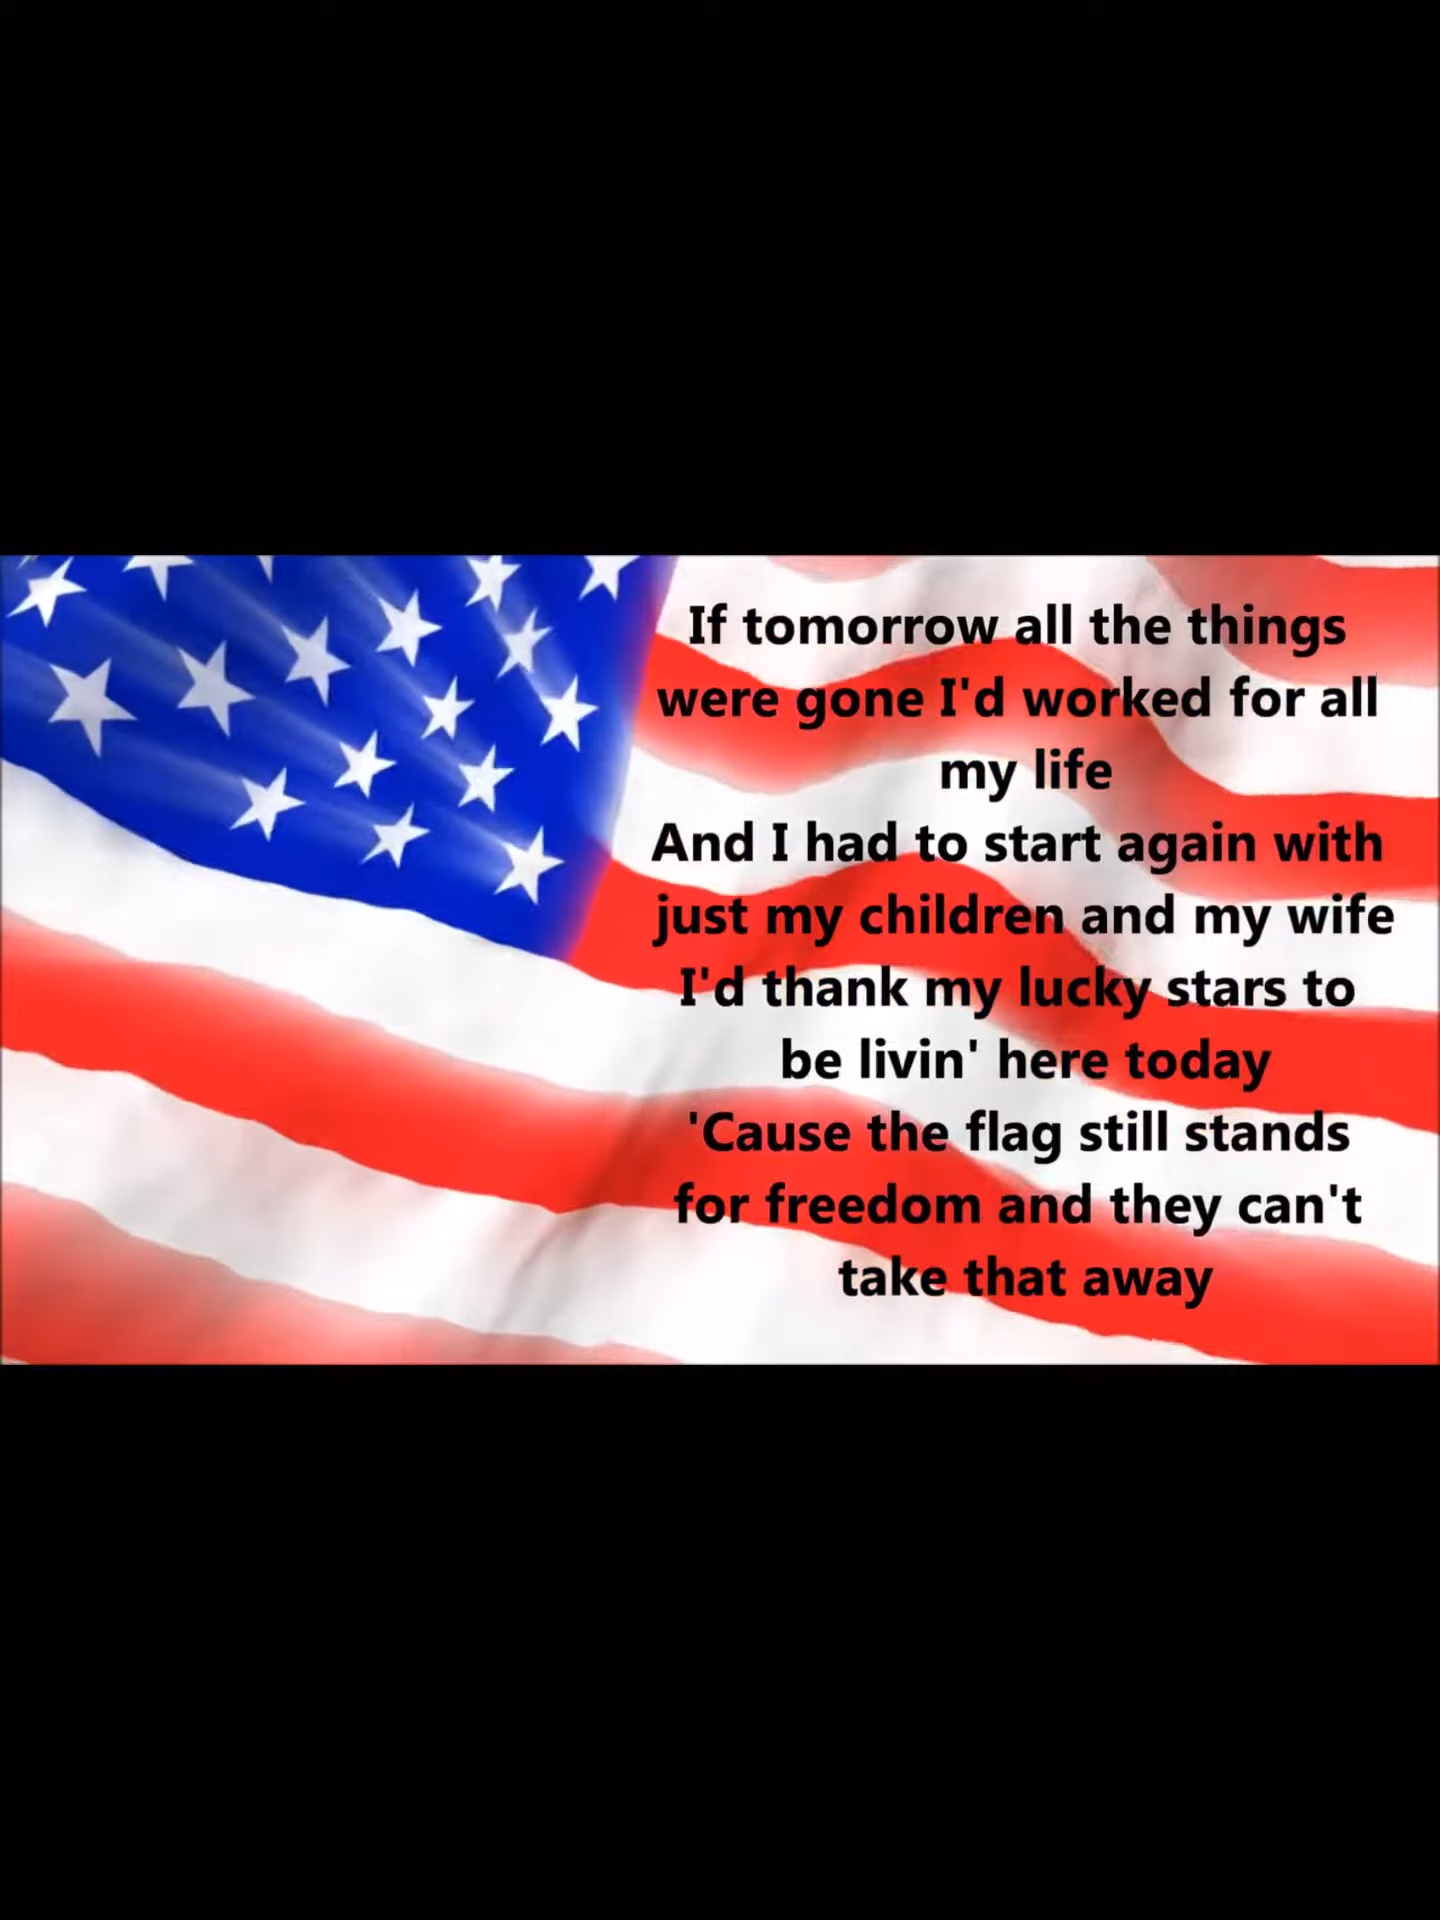 If tomorrow all the things
were gone I'd worked for all
my life
And I had to start again with
just my children and my wife
I'd thank my lucky stars to
be livin' here today
'Cause the flag still stands
for freedom and they can't
take that away